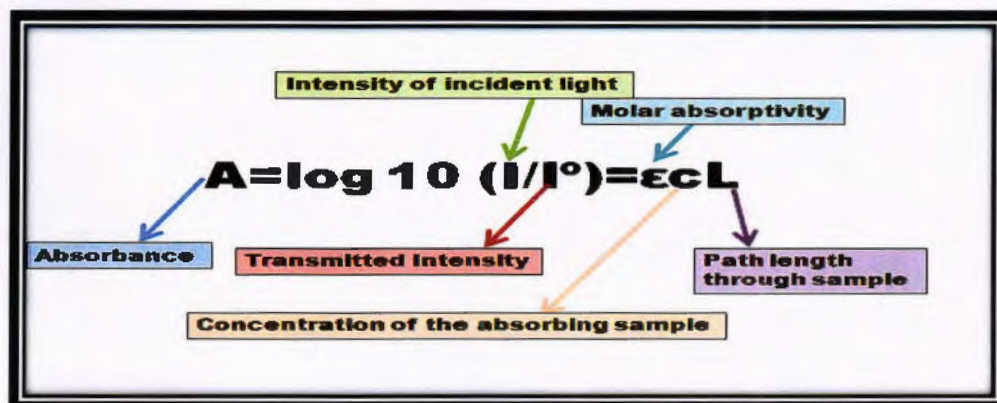 Intensity of incident light
Molar absorptivity
A=log 10 (I/I°)=εcL
Absorbance
Transmitted Intensity
Path length
through sample
Concentration of the absorbing sample